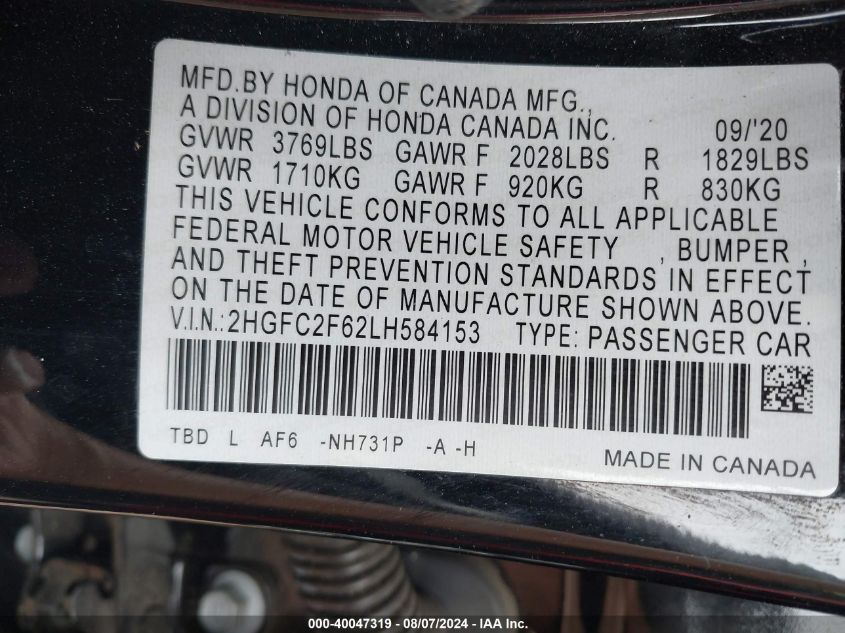 MFD.BY HONDA OF CANADA MFG.,
A DIVISION OF HONDA CANADA INC. 09/'20
GVWR 3769LBS GAWR F 2028LBS R 1829LBS
GVWR 1710KG GAWR F 920KG R 830KG
THIS VEHICLE CONFORMS TO ALL APPLICABLE
FEDERAL MOTOR VEHICLE SAFETY , BUMPER ,
AND THEFT PREVENTION STANDARDS IN EFFECT
ON THE DATE OF MANUFACTURE SHOWN ABOVE.
V.I.N.:2HGFC2F62LH584153 TYPE: PASSENGER CAR
TBD L AF6 -NH731P -A -H
MADE IN CANADA
000-40047319 - 08/07/2024 - IAA Inc.